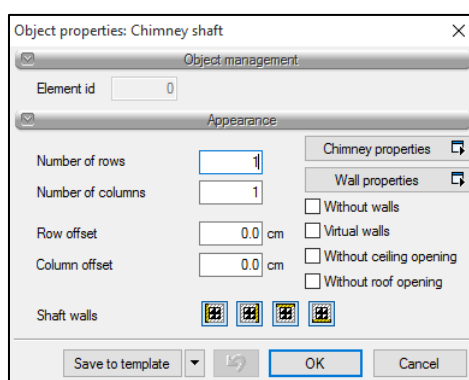 Object properties: Chimney shaft
Object management
Element id 0
Appearance
Number of rows 1
Chimney properties
Number of columns 1
Wall properties
Without walls
Row offset 0.0 cm
Virtual walls
Column offset 0.0 cm
Without ceiling opening
Without roof opening
Shaft walls
Save to template OK Cancel